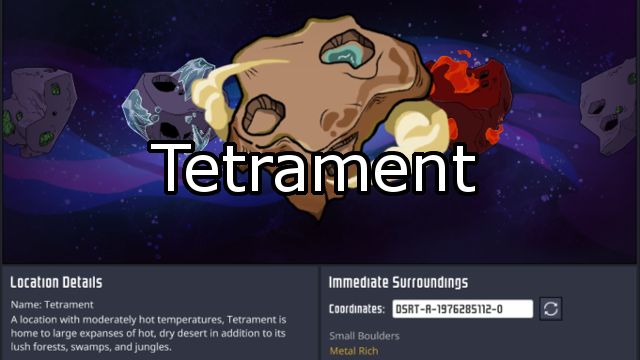 Tetrament
Location Details
Name: Tetrament
A location with moderately hot temperatures, Tetrament is
home to large expanses of hot, dry desert in addition to its
lush forests, swamps, and jungles.
Immediate Surroundings
Coordinates: DSRT-A-1976285112-0
Small Boulders
Metal Rich